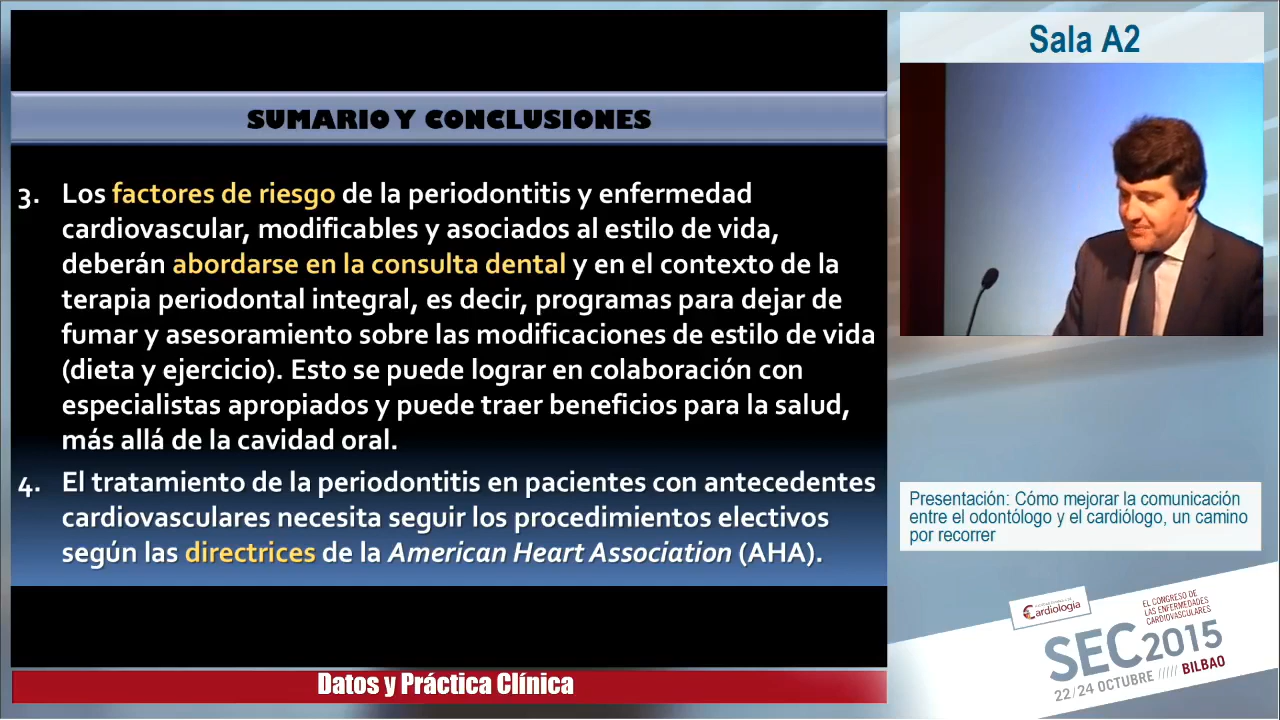 SUMARIO Y CONCLUSIONES
3. Los factores de riesgo de la periodontitis y enfermedad
cardiovascular, modificables y asociados al estilo de vida,
deberán abordarse en la consulta dental y en el contexto de la
terapia periodontal integral, es decir, programas para dejar de
fumar y asesoramiento sobre las modificaciones de estilo de vida
(dieta y ejercicio). Esto se puede lograr en colaboración con
especialistas apropiados y puede traer beneficios para la salud,
más allá de la cavidad oral.
4. El tratamiento de la periodontitis en pacientes con antecedentes
cardiovasculares necesita seguir los procedimientos electivos
según las directrices de la American Heart Association (AHA).
Datos y Práctica Clínica
Sala A2
Presentación: Cómo mejorar la comunicación
entre el odontólogo y el cardiólogo, un camino
por recorrer
Cardiología
EL CONGRESO DE
LAS ENFERMEDADES
CARDIOVASCULARES
SEC2015
22/24 OCTUBRE ///// BILBAO